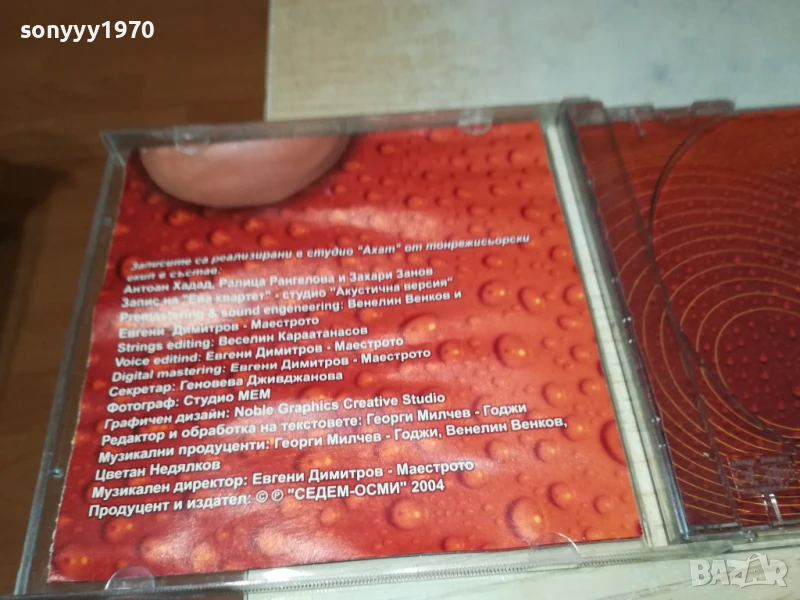 sonyyy1970
Записите са реализирани в студио "Ахат" от тонрежисьорски
екип в състав:
Антоан Хадад, Ралица Рангелова и Захари Занов
Запис на "Ева квартет" - студио "Акустична версия"
Premastering & sound engeneering: Венелин Венков и
Евгени Димитров - Маестрото
Strings editing: Веселин Караатанасов
Voice editind: Евгени Димитров - Маестрото
Digital mastering: Евгени Димитров - Маестрото
Секретар: Геновева Дживджанова
Фотограф: Студио МЕМ
Графичен дизайн: Noble Graphics Creative Studio
Редактор и обработка на текстовете: Георги Милчев - Годжи
Музикални продуценти: Георги Милчев - Годжи, Венелин Венков,
Цветан Недялков
Музикален директор: Евгени Димитров - Маестрото
Продуцент и издател: © ℗ "СЕДЕМ-ОСМИ" 2004
BAZAR